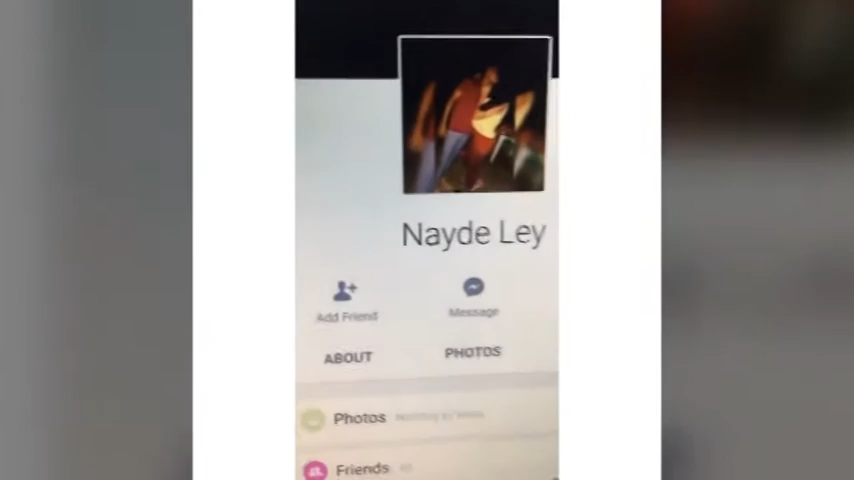 Nayde Ley
Add Friend Message
ABOUT PHOTOS
Photos
Friends